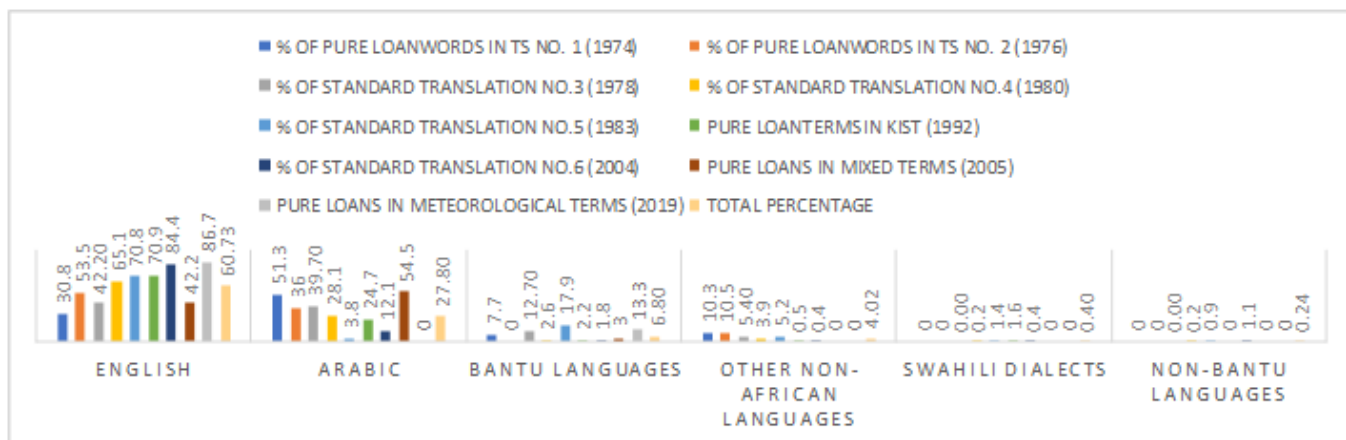 % OF PURE LOANWORDS IN TS NO. 1 (1974) % OF PURE LOANWORDS IN TS NO. 2 (1976)
% OF STANDARD TRANSLATION NO.3 (1978) % OF STANDARD TRANSLATION NO.4 (1980)
% OF STANDARD TRANSLATION NO.5 (1983) PURE LOANTERMS IN KIST (1992)
% OF STANDARD TRANSLATION NO.6 (2004) PURE LOANS IN MIXED TERMS (2005)
PURE LOANS IN METEOROLOGICAL TERMS (2019) TOTAL PERCENTAGE
30.8 53.5 42.20 65.1 70.8 70.9 84.4 42.2 86.7 60.73
51.3 36 39.70 28.1 3.8 24.7 12.1 54.5 0 27.80
7.7 0 12.70 2.6 17.9 2.2 1.8 3 13.3 6.80
10.3 10.5 5.40 3.9 5.2 0.5 0.4 0 0 4.02
0 0 0.00 0.2 1.4 1.6 0.4 0 0 0.40
0 0 0.00 0.2 0.9 0 1.1 0 0 0.24
ENGLISH ARABIC BANTU LANGUAGES OTHER NON- SWAHILI DIALECTS NON-BANTU
AFRICAN LANGUAGES
LANGUAGES